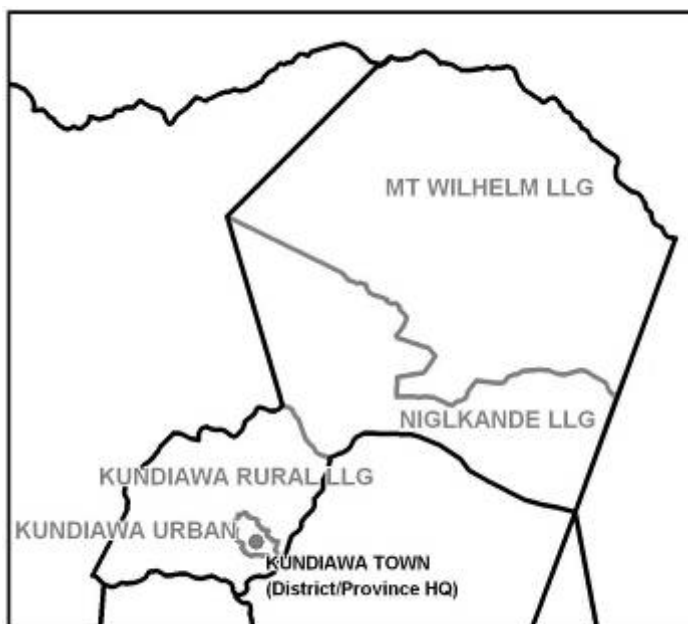 MT WILHELM LLG
NIGLKANDE LLG
KUNDIAWA RURAL LLG
KUNDIAWA URBAN
KUNDIAWA TOWN
(District/Province HQ)